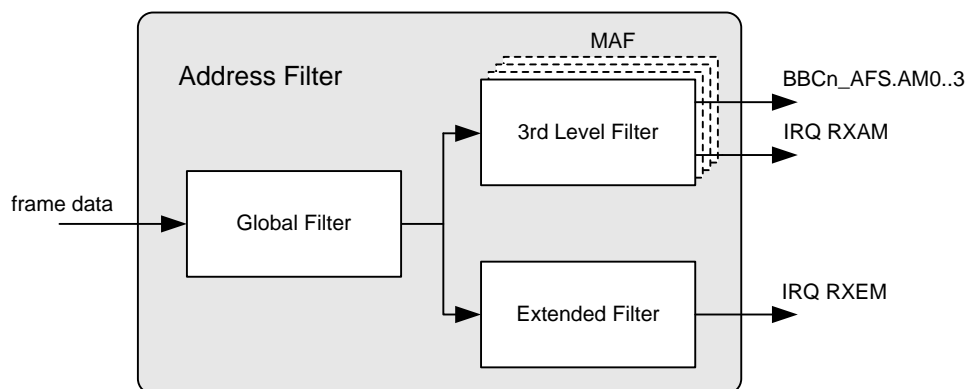 MAF
Address Filter
BBCn_AFS.AM0..3
3rd Level Filter
IRQ RXAM
frame data
Global Filter
IRQ RXEM
Extended Filter